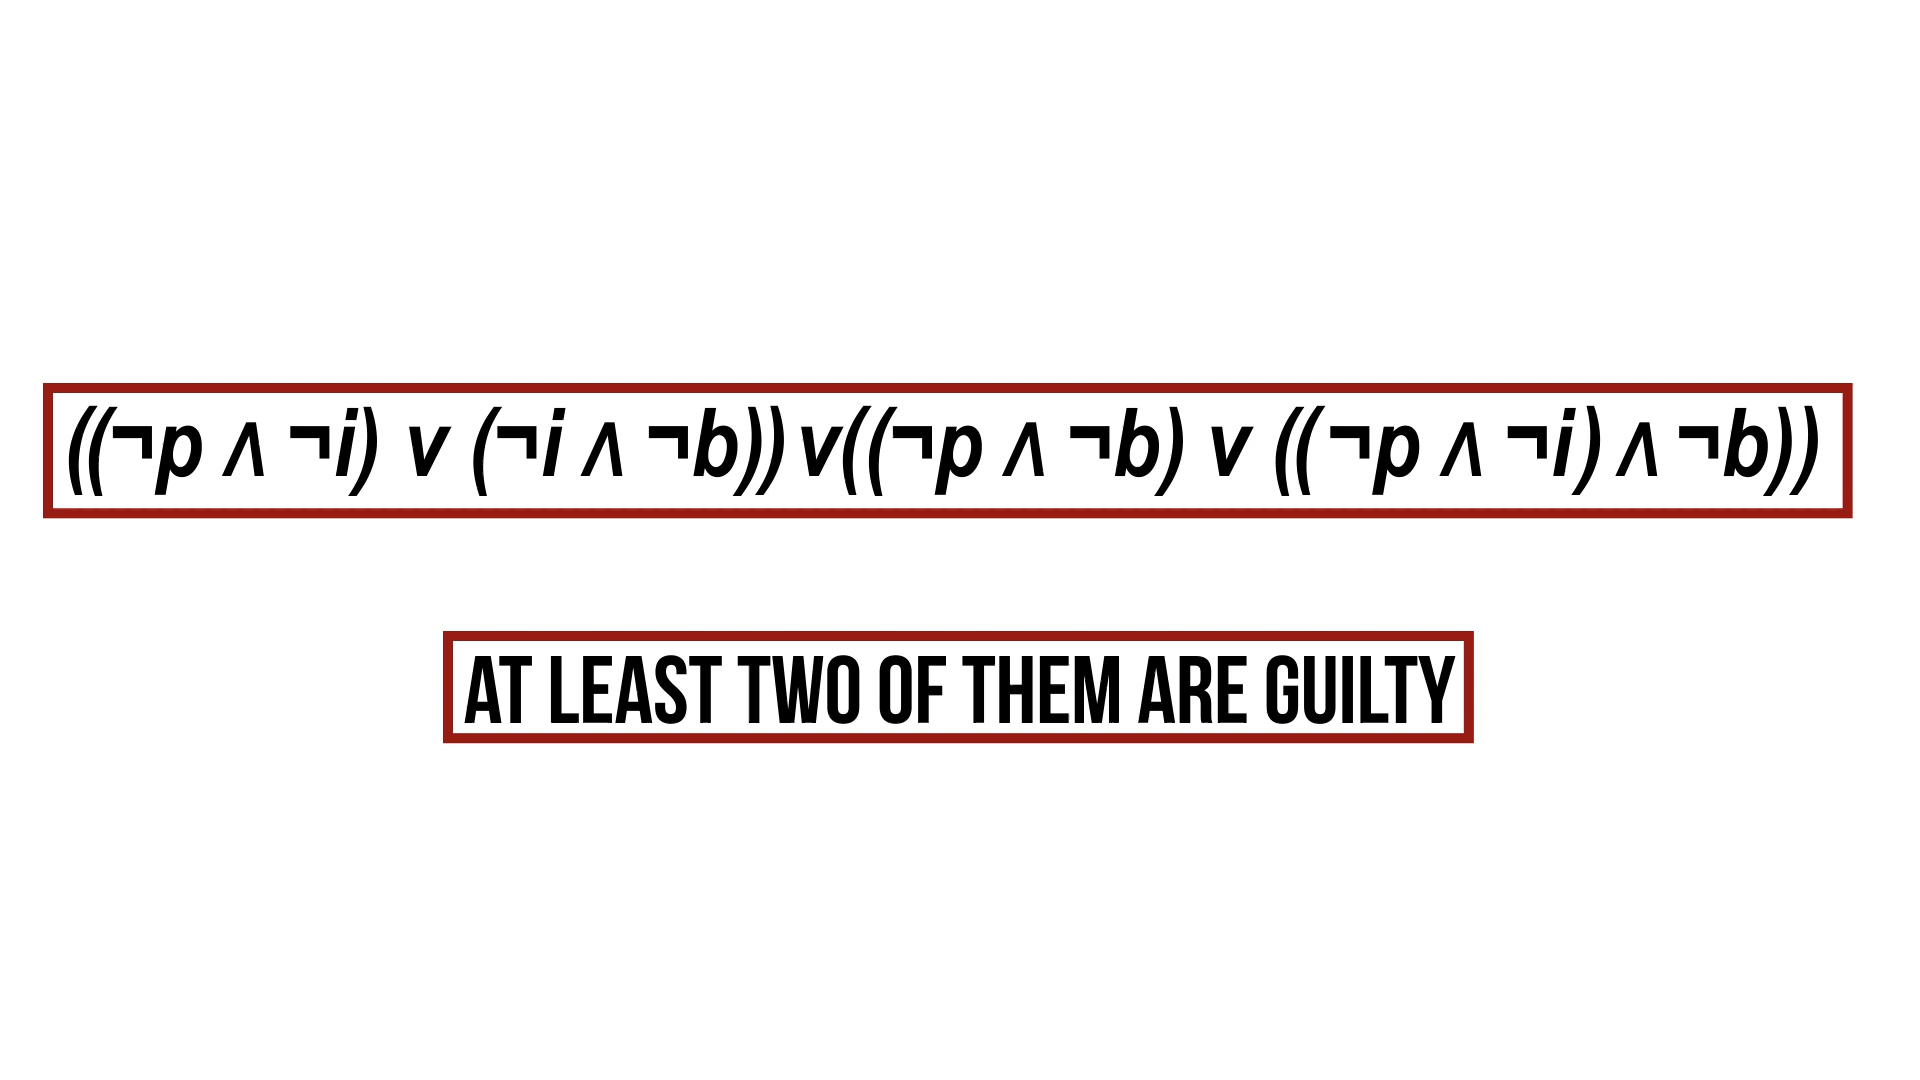 ((¬p ∧ ¬i) v (¬i ∧ ¬b)) v((¬p ∧ ¬b) v ((¬p ∧ ¬i) ∧ ¬b))
AT LEAST TWO OF THEM ARE GUILTY